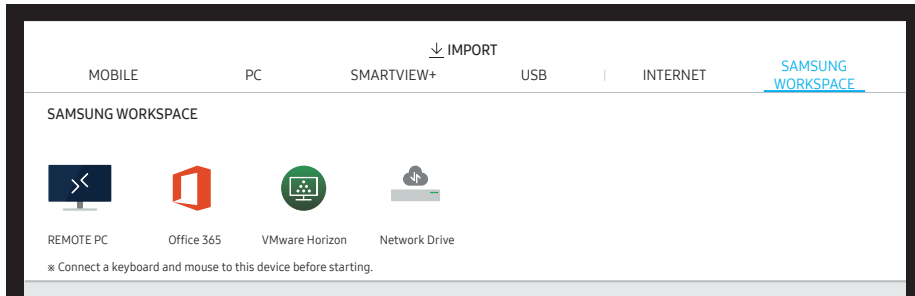 IMPORT
MOBILE PC SMARTVIEW+ USB INTERNET SAMSUNG
WORKSPACE
SAMSUNG WORKSPACE
REMOTE PC Office 365 VMware Horizon Network Drive
※ Connect a keyboard and mouse to this device before starting.